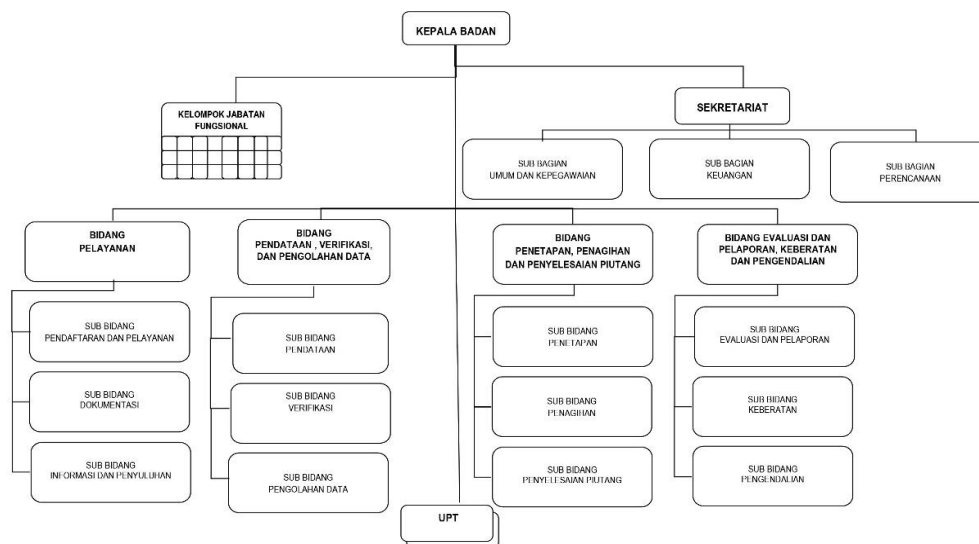 KEPALA BADAN
KELOMPOK JABATAN
FUNGSIONAL
SEKRETARIAT
SUB BAGIAN
UMUM DAN KEPEGAWAIAN
SUB BAGIAN
KEUANGAN
SUB BAGIAN
PERENCANAAN
BIDANG
PELAYANAN
BIDANG
PENDATAAN , VERIFIKASI,
DAN PENGOLAHAN DATA
BIDANG
PENETAPAN, PENAGIHAN
DAN PENYELESAIAN PIUTANG
BIDANG EVALUASI DAN
PELAPORAN, KEBERATAN
DAN PENGENDALIAN
SUB BIDANG
PENDAFTARAN DAN PELAYANAN
SUB BIDANG
DOKUMENTASI
SUB BIDANG
INFORMASI DAN PENYULUHAN
SUB BIDANG
PENDATAAN
SUB BIDANG
VERIFIKASI
SUB BIDANG
PENGOLAHAN DATA
SUB BIDANG
PENETAPAN
SUB BIDANG
PENAGIHAN
SUB BIDANG
PENYELESAIAN PIUTANG
SUB BIDANG
EVALUASI DAN PELAPORAN
SUB BIDANG
KEBERATAN
SUB BIDANG
PENGENDALIAN
UPT